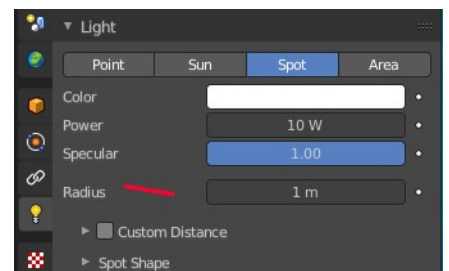 Light
Point Sun Spot Area
Color
Power 10 W
Specular 1.00
Radius 1 m
Custom Distance
Spot Shape